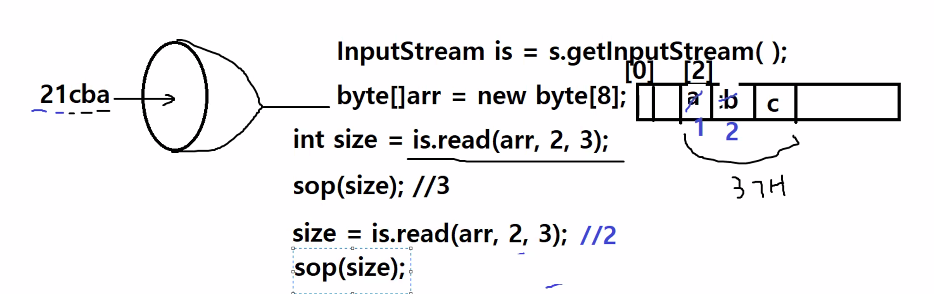 InputStream is = s.getInputStream( );
[0] [2]
21cba
byte[]arr = new byte[8];
a b c
1 2
int size = is.read(arr, 2, 3);
3개
sop(size); //3
size = is.read(arr, 2, 3); //2
sop(size);